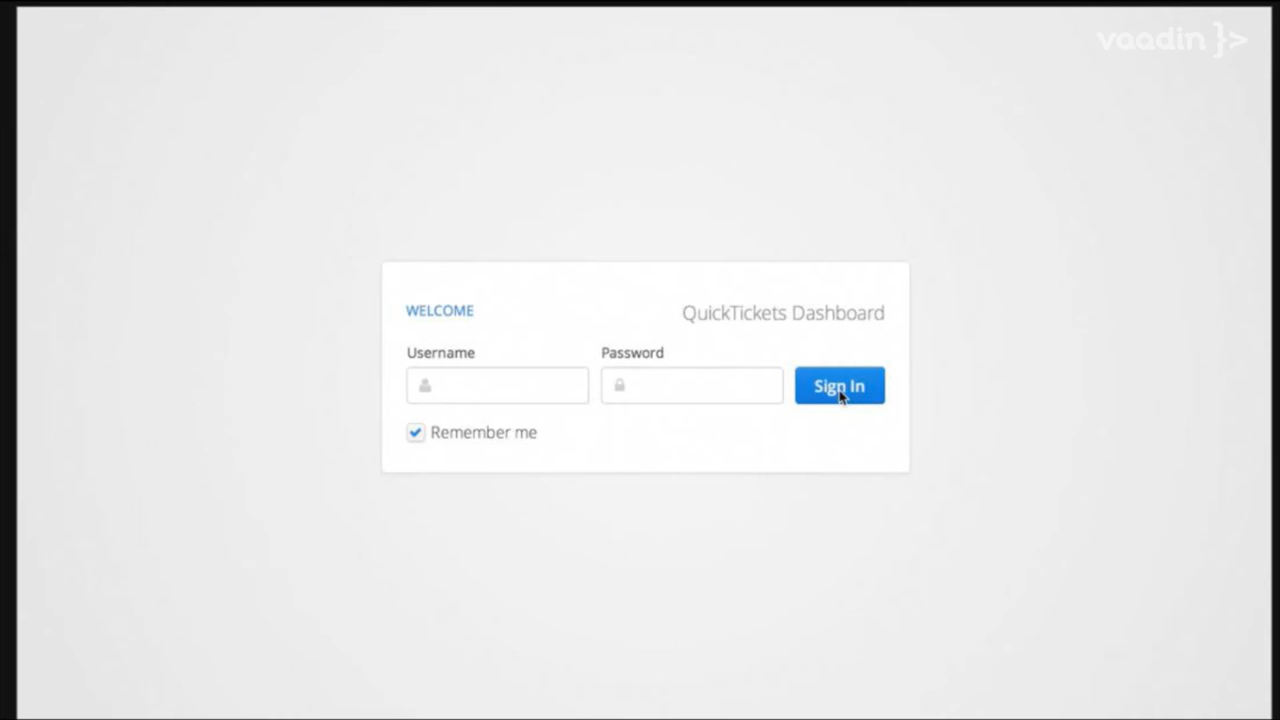 vaadin }>
WELCOME
QuickTickets Dashboard
Username
Password
Sign In
Remember me